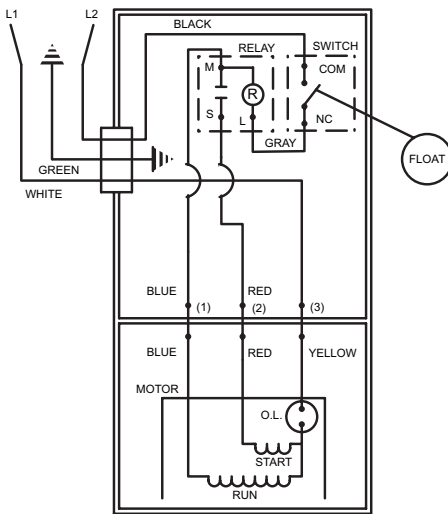 L1
L2
BLACK
RELAY
SWITCH
M
COM
R
S
L
NC
GRAY
FLOAT
GREEN
WHITE
BLUE
RED
(1)
(2)
(3)
BLUE
RED
YELLOW
MOTOR
O.L.
START
RUN